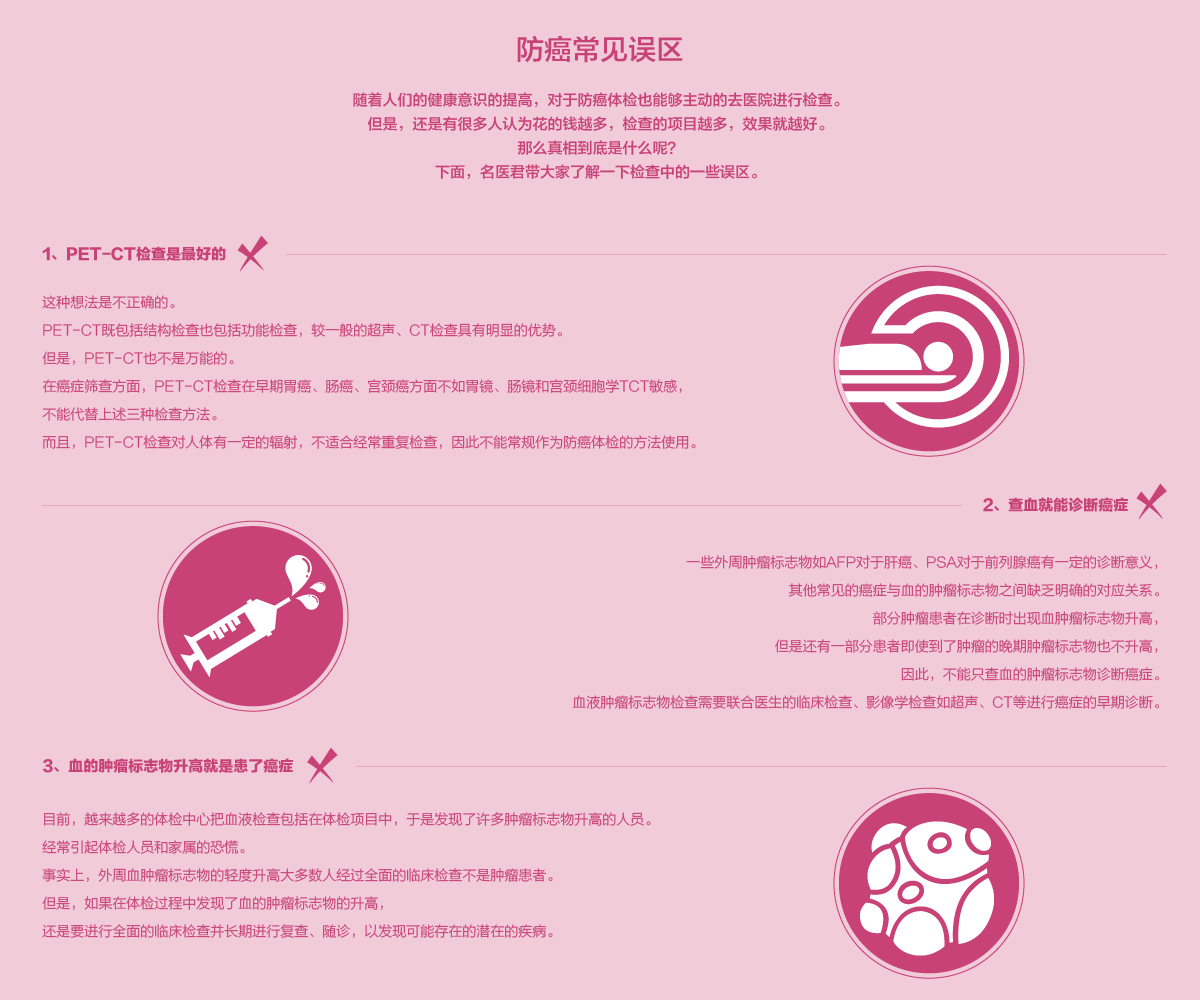 防癌常见误区
随着人们的健康意识的提高，对于防癌体检也能够主动的去医院进行检查。
但是，还是有很多人认为花的钱越多，检查的项目越多，效果就越好。
那么真相到底是什么呢？
下面，名医君带大家了解一下检查中的一些误区。
1、PET-CT检查是最好的
这种想法是不正确的。
PET-CT既包括结构检查也包括功能检查，较一般的超声、CT检查具有明显的优势。
但是，PET-CT也不是万能的。
在癌症筛查方面，PET-CT检查在早期胃癌、肠癌、宫颈癌方面不如胃镜、肠镜和宫颈细胞学TCT敏感，
不能代替上述三种检查方法。
而且，PET-CT检查对人体有一定的辐射，不适合经常重复检查，因此不能常规作为防癌体检的方法使用。
2、查血就能诊断癌症
一些外周肿瘤标志物如AFP对于肝癌、PSA对于前列腺癌有一定的诊断意义，
其他常见的癌症与血的肿瘤标志物之间缺乏明确的对应关系。
部分肿瘤患者在诊断时出现血肿瘤标志物升高，
但是还有一部分患者即使到了肿瘤的晚期肿瘤标志物也不升高，
因此，不能只查血的肿瘤标志物诊断癌症。
血液肿瘤标志物检查需要联合医生的临床检查、影像学检查如超声、CT等进行癌症的早期诊断。
3、血的肿瘤标志物升高就是患了癌症
目前，越来越多的体检中心把血液检查包括在体检项目中，于是发现了许多肿瘤标志物升高的人员。
经常引起体检人员和家属的恐慌。
事实上，外周血肿瘤标志物的轻度升高大多数人经过全面的临床检查不是肿瘤患者。
但是，如果在体检过程中发现了血的肿瘤标志物的升高，
还是要进行全面的临床检查并长期进行复查、随诊，以发现可能存在的潜在的疾病。